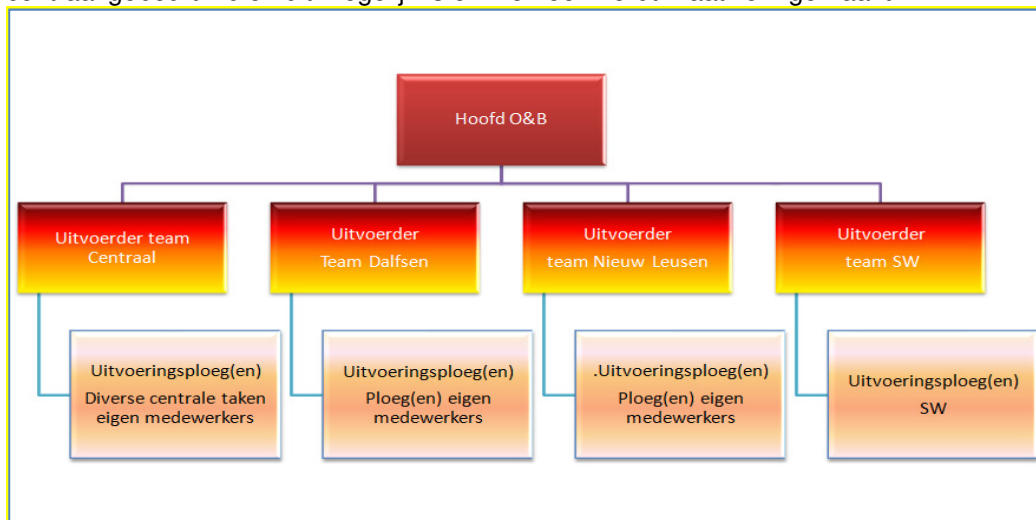 Hoofd O&B
Uitvoerder team
Centraal
Uitvoerder
Team Dalfsen
Uitvoerder
team Nieuw Leusen
Uitvoerder
team SW
Uitvoeringsploeg(en)
Diverse centrale taken
eigen medewerkers
Uitvoeringsploeg(en)
Ploeg(en) eigen
medewerkers
.Uitvoeringsploeg(en)
Ploeg(en) eigen
medewerkers
Uitvoeringsploeg(en)
SW